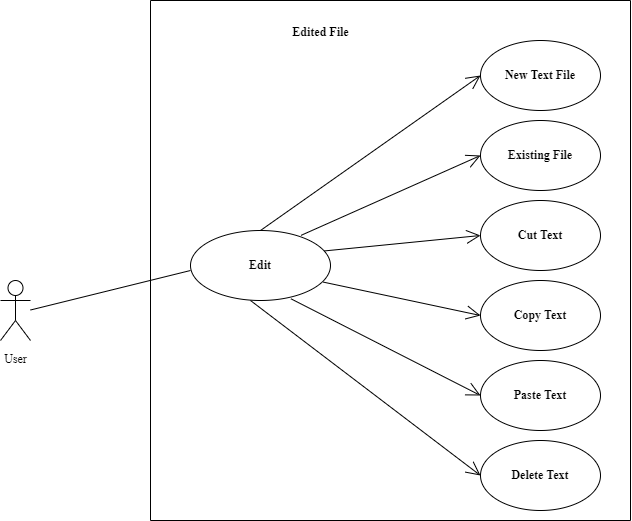 Edited File
New Text File
Existing File
Cut Text
Edit
Copy Text
User
Paste Text
Delete Text